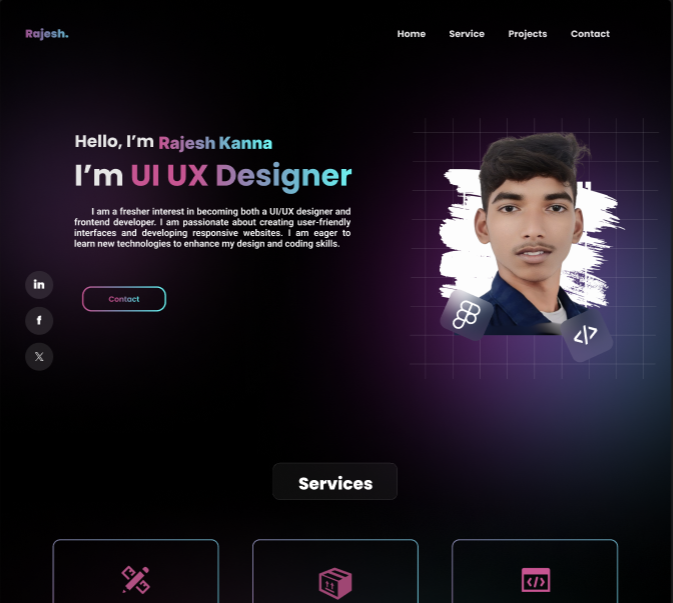 Rajesh.
Home Service Projects Contact
Hello, I’m Rajesh Kanna
I’m UI UX Designer
I am a fresher interest in becoming both a UI/UX designer and
frontend developer. I am passionate about creating user-friendly
interfaces and developing responsive websites. I am eager to
learn new technologies to enhance my design and coding skills.
in
Contact
f
𝕏
Services